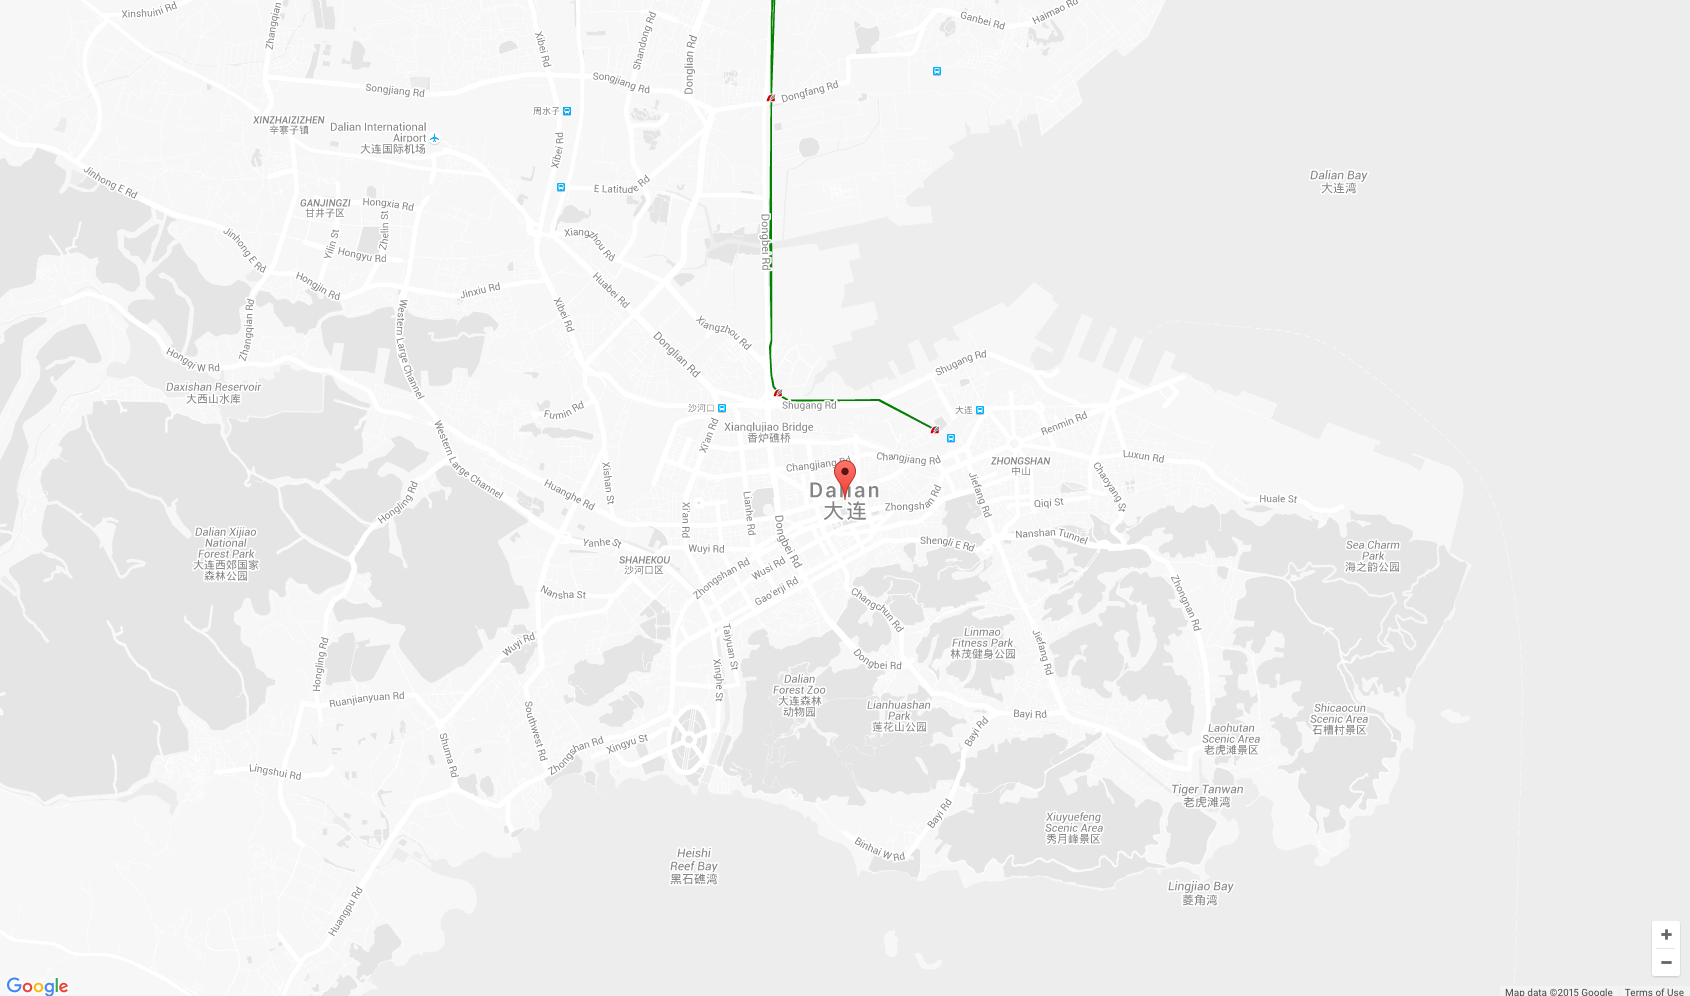 Xinshuini Rd
Zhangqian
Xibei Rd
Shandong Rd
Donglian Rd
Ganbei Rd
Haimao Rd
Songjiang Rd
Songjiang Rd
Dongfang Rd
XINZHAIZIZHEN
辛寨子镇
Dalian International
Airport
大连国际机场
周水子
Xibei Rd
Jinhong E Rd
E Latitude Rd
Dalian Bay
大连湾
GANJINGZI
甘井子区
Hongxia Rd
Zhelin St
Yilin St
Jinhong E Rd
Hongyu Rd
Xiangzhou Rd
Dongbei Rd
Hongjin Rd
Jinxiu Rd
Huabei Rd
Zhangqian Rd
Western Large Channel
Xibei Rd
Xiangzhou Rd
Donglian Rd
Hongqi W Rd
Shugang Rd
Daxishan Reservoir
大西山水库
Fumin Rd
沙河口
Shugang Rd
大连
Xianglujiao Bridge
香炉礁桥
Xi'an Rd
Renmin Rd
Western Large Channel
Changjiang Rd
Changjiang Rd
ZHONGSHAN
中山
Luxun Rd
Xishan St
Chaoyang St
Hongling Rd
Huanghe Rd
Dalian
大连
Lianhe Rd
Zhongshan Rd
Jiefang Rd
Qiqi St
Huale St
Xi'an Rd
Dongbei Rd
Dalian Xijiao
National
Forest Park
大连西郊国家
森林公园
Yanhe St
Wuyi Rd
Shengli E Rd
Nanshan Tunnel
Sea Charm
Park
海之韵公园
SHAHEKOU
沙河口区
Zhongshan Rd
Wusi Rd
Gao'erji Rd
Nansha St
Changchun Rd
Zhongnan Rd
Wuyi Rd
Taiyuan St
Linmao
Fitness Park
林茂健身公园
Jiefang Rd
Hongling Rd
Xinghe St
Dongbei Rd
Dalian
Forest Zoo
大连森林
动物园
Ruanjianyuan Rd
Lianhuashan
Park
莲花山公园
Bayi Rd
Shicaocun
Scenic Area
石槽村景区
Southwest Rd
Bayi Rd
Laohutan
Scenic Area
老虎滩景区
Shuma Rd
Zhongshan Rd
Xingyu St
Lingshui Rd
Tiger Tanwan
老虎滩湾
Bayi Rd
Xiuyuefeng
Scenic Area
秀月峰景区
Binhai W Rd
Heishi
Reef Bay
黑石礁湾
Lingjiao Bay
菱角湾
Huangpu Rd
+
−
Google
Map data ©2015 Google
Terms of Use